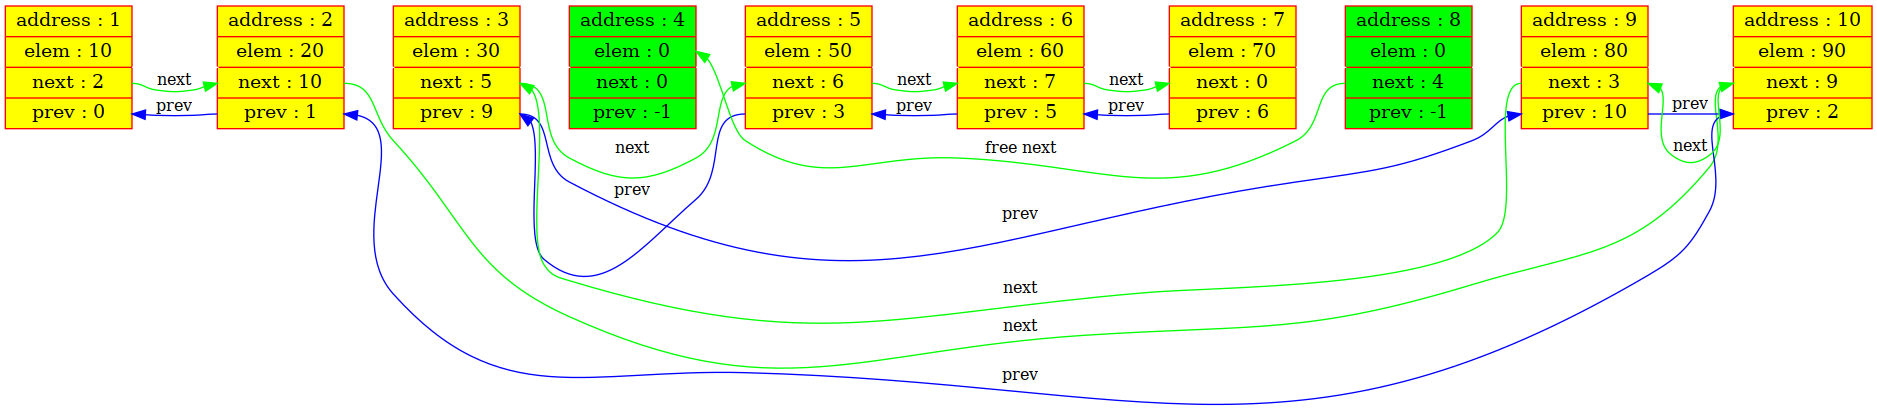 address : 1
elem : 10
next : 2
prev : 0
address : 2
elem : 20
next : 10
prev : 1
address : 3
elem : 30
next : 5
prev : 9
address : 4
elem : 0
next : 0
prev : -1
address : 5
elem : 50
next : 6
prev : 3
address : 6
elem : 60
next : 7
prev : 5
address : 7
elem : 70
next : 0
prev : 6
address : 8
elem : 0
next : 4
prev : -1
address : 9
elem : 80
next : 3
prev : 10
address : 10
elem : 90
next : 9
prev : 2
next
prev
next
prev
next
prev
next
prev
free next
prev
next
next
prev
prev
next